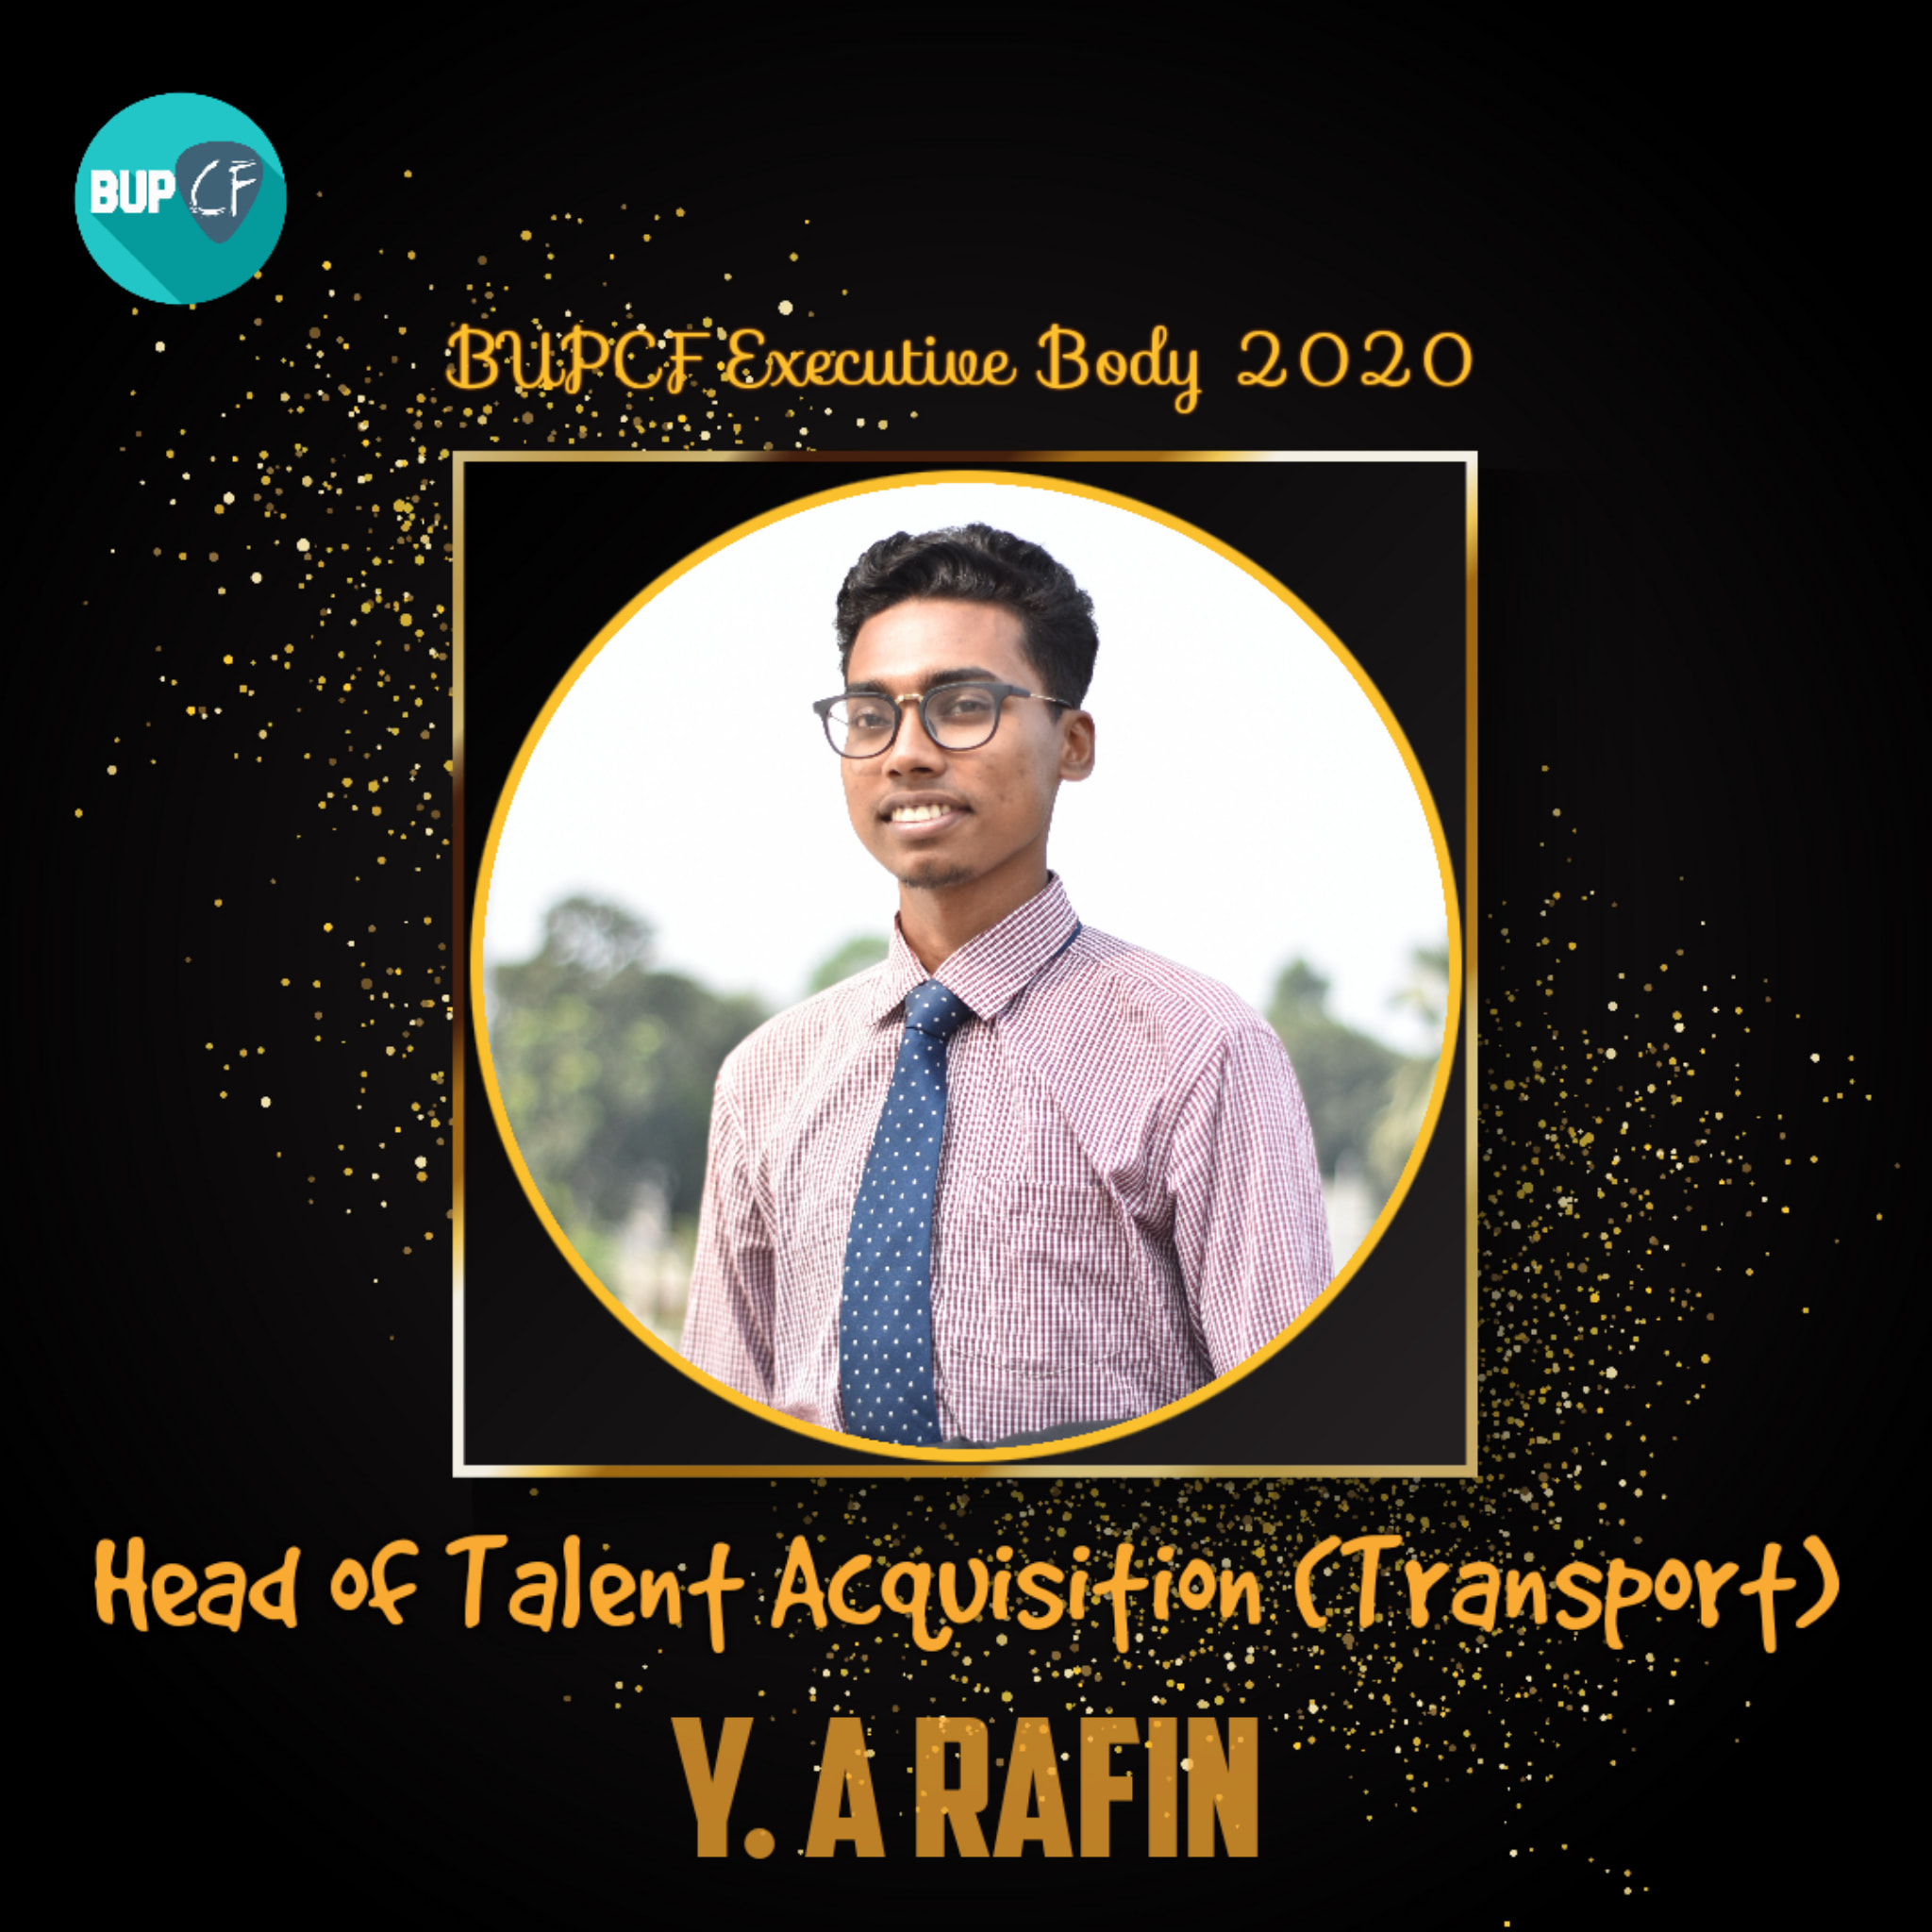 BUP CF
BUPCF Executive Body 2020
Head of Talent Acquisition (Transport)
Y. A RAFIN